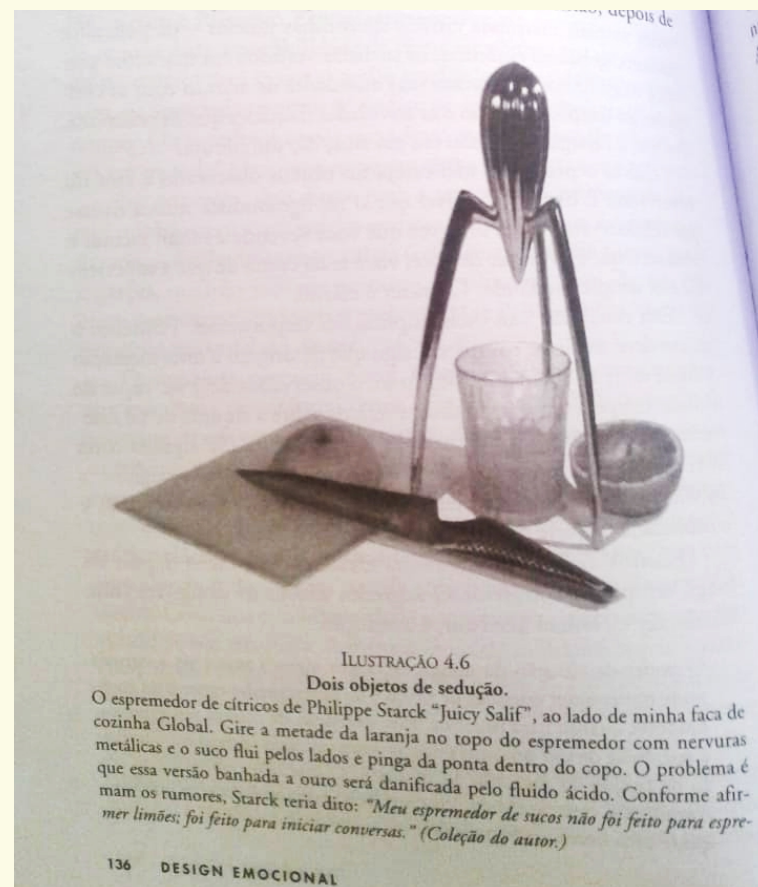 depois de
ILUSTRAÇÃO 4.6
Dois objetos de sedução.
O espremedor de cítricos de Philippe Starck “Juicy Salif”, ao lado de minha faca de
cozinha Global. Gire a metade da laranja no topo do espremedor com nervuras
metálicas e o suco flui pelos lados e pinga da ponta dentro do copo. O problema é
que essa versão banhada a ouro será danificada pelo fluido ácido. Conforme afir-
mam os rumores, Starck teria dito: “Meu espremedor de sucos não foi feito para espre-
mer limões; foi feito para iniciar conversas.” (Coleção do autor.)
136 DESIGN EMOCIONAL